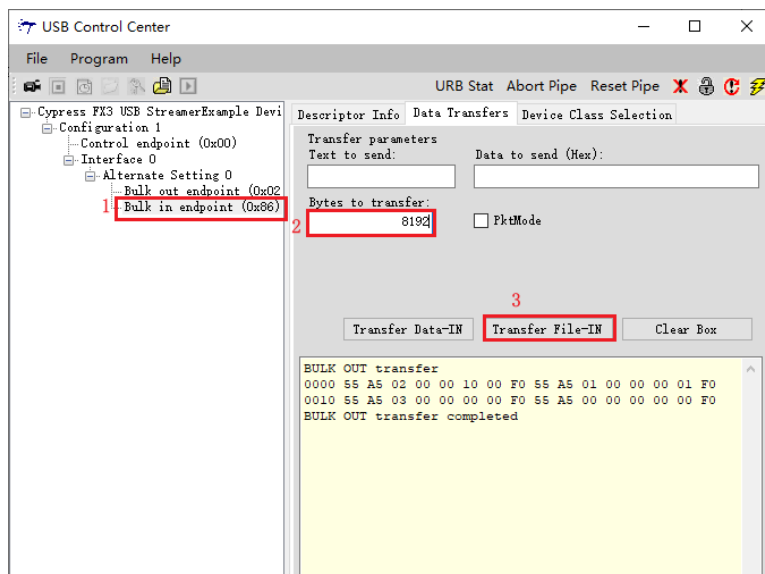 USB Control Center
File Program Help
URB Stat Abort Pipe Reset Pipe
Cypress FX3 USB StreamerExample Devi
Configuration 1
Control endpoint (0x00)
Interface 0
Alternate Setting 0
Bulk out endpoint (0x02
1 Bulk in endpoint (0x86)
Descriptor Info Data Transfers Device Class Selection
Transfer parameters
Text to send: Data to send (Hex):
Bytes to transfer:
2 8192 PktMode
3
Transfer Data-IN Transfer File-IN Clear Box
BULK OUT transfer
0000 55 A5 02 00 00 10 00 F0 55 A5 01 00 00 00 01 F0
0010 55 A5 03 00 00 00 00 F0 55 A5 00 00 00 00 00 F0
BULK OUT transfer completed